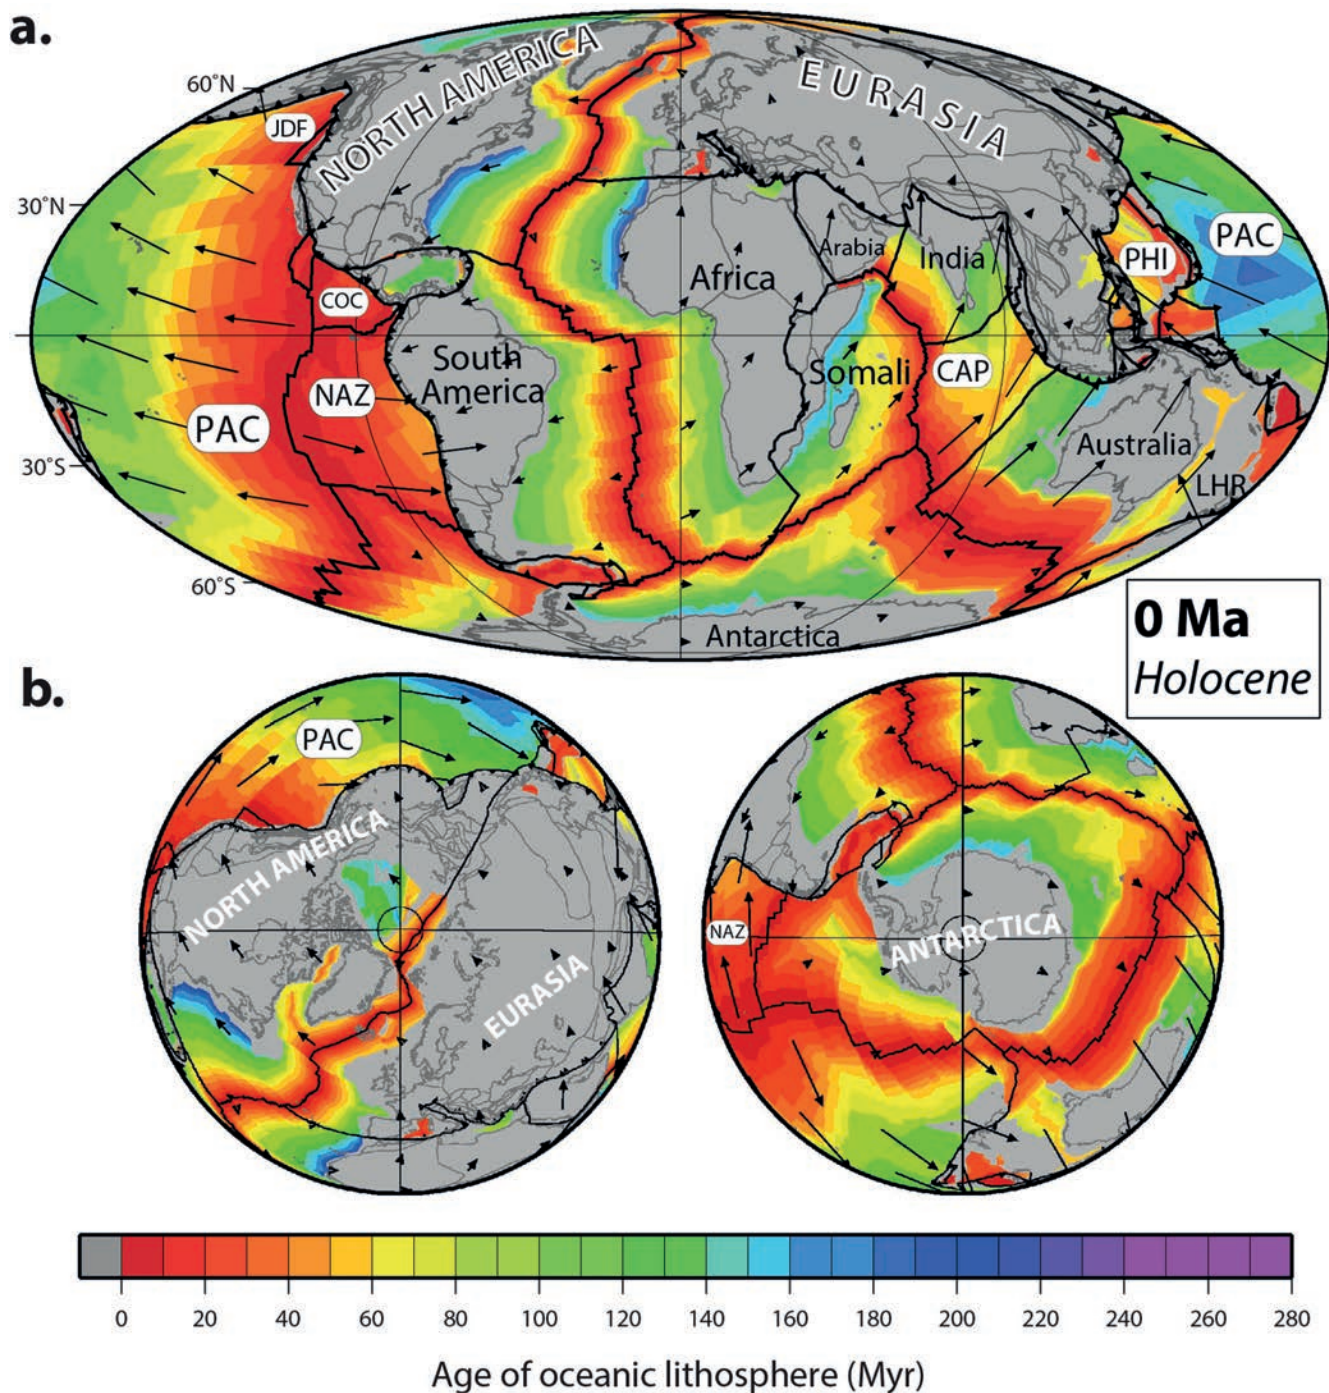 a.
60°N
30°N
30°S
60°S
NORTH AMERICA
EURASIA
JDF
PAC
PHI
Arabia
India
Africa
COC
South
America
NAZ
Somali
CAP
PAC
Australia
LHR
Antarctica
0 Ma
Holocene
b.
PAC
NORTH AMERICA
EURASIA
NAZ
ANTARCTICA
0 20 40 60 80 100 120 140 160 180 200 220 240 260 280
Age of oceanic lithosphere (Myr)